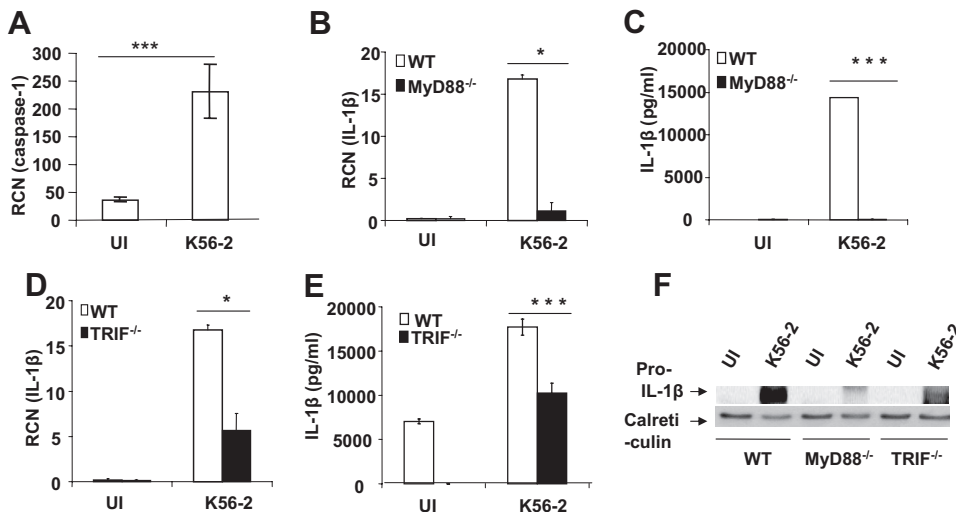 A
***
RCN (caspase-1)
300
250
200
150
100
50
0
UI K56-2
B
WT
MyD88-/-
*
RCN (IL-1β)
20
15
10
5
0
UI K56-2
C
WT
MyD88-/-
* * *
IL-1β (pg/ml)
20000
15000
10000
5000
0
UI K56-2
D
WT
TRIF-/-
*
RCN (IL-1β)
20
15
10
5
0
UI K56-2
E
WT
TRIF-/-
* * *
IL-1β (pg/ml)
20000
15000
10000
5000
0
UI K56-2
F
UI K56-2 UI K56-2 UI K56-2
Pro-
IL-1β →
Calreti →
-culin
WT MyD88-/- TRIF-/-